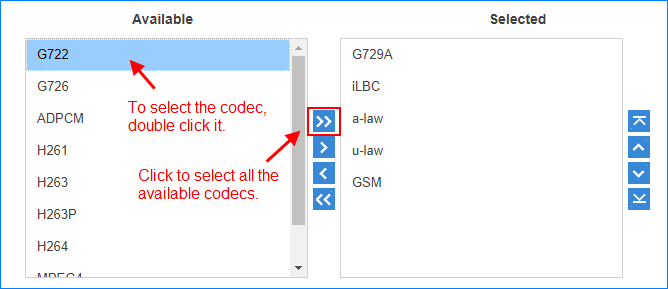 Available
Selected
G722
G726
ADPCM
H261
H263
H263P
H264
MPEG4
To select the codec,
double click it.
Click to select all the
available codecs.
G729A
iLBC
a-law
u-law
GSM